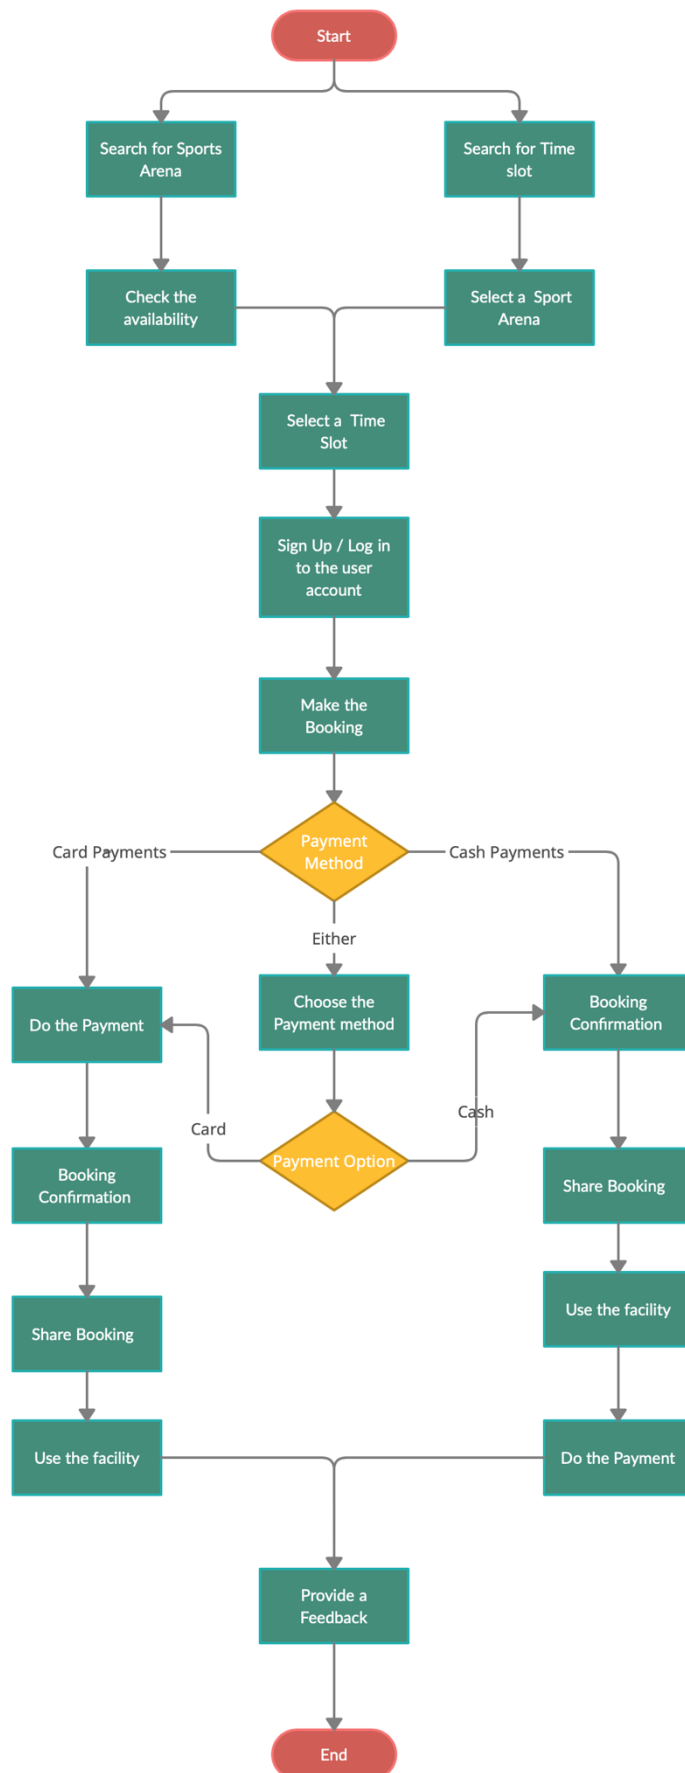 Start
Search for Sports
Arena
Search for Time
slot
Check the
availability
Select a  Sport
Arena
Select a  Time
Slot
Sign Up / Log in
to the user
account
Make the
Booking
Payment
Method
Card Payments
Cash Payments
Either
Do the Payment
Choose the
Payment method
Booking
Confirmation
Card
Cash
Payment Option
Booking
Confirmation
Share Booking
Share Booking
Use the facility
Use the facility
Do the Payment
Provide a
Feedback
End